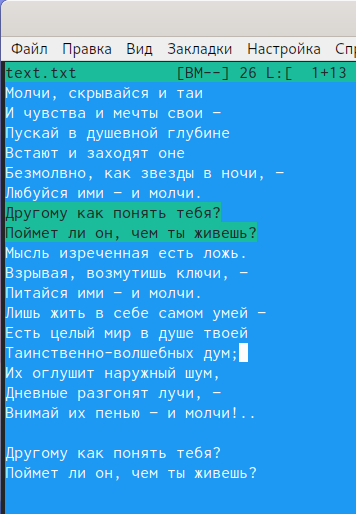 Файл Правка Вид Закладки Настройка Спр
text.txt [BM--] 26 L:[ 1+13
Молчи, скрывайся и таи
И чувства и мечты свои –
Пускай в душевной глубине
Встают и заходят оне
Безмолвно, как звезды в ночи, –
Любуйся ими – и молчи.
Другому как понять тебя?
Поймет ли он, чем ты живешь?
Мысль изреченная есть ложь.
Взрывая, возмутишь ключи, –
Питайся ими – и молчи.
Лишь жить в себе самом умей –
Есть целый мир в душе твоей
Таинственно-волшебных дум;
Их оглушит наружный шум,
Дневные разгонят лучи, –
Внимай их пенью – и молчи!..
Другому как понять тебя?
Поймет ли он, чем ты живешь?